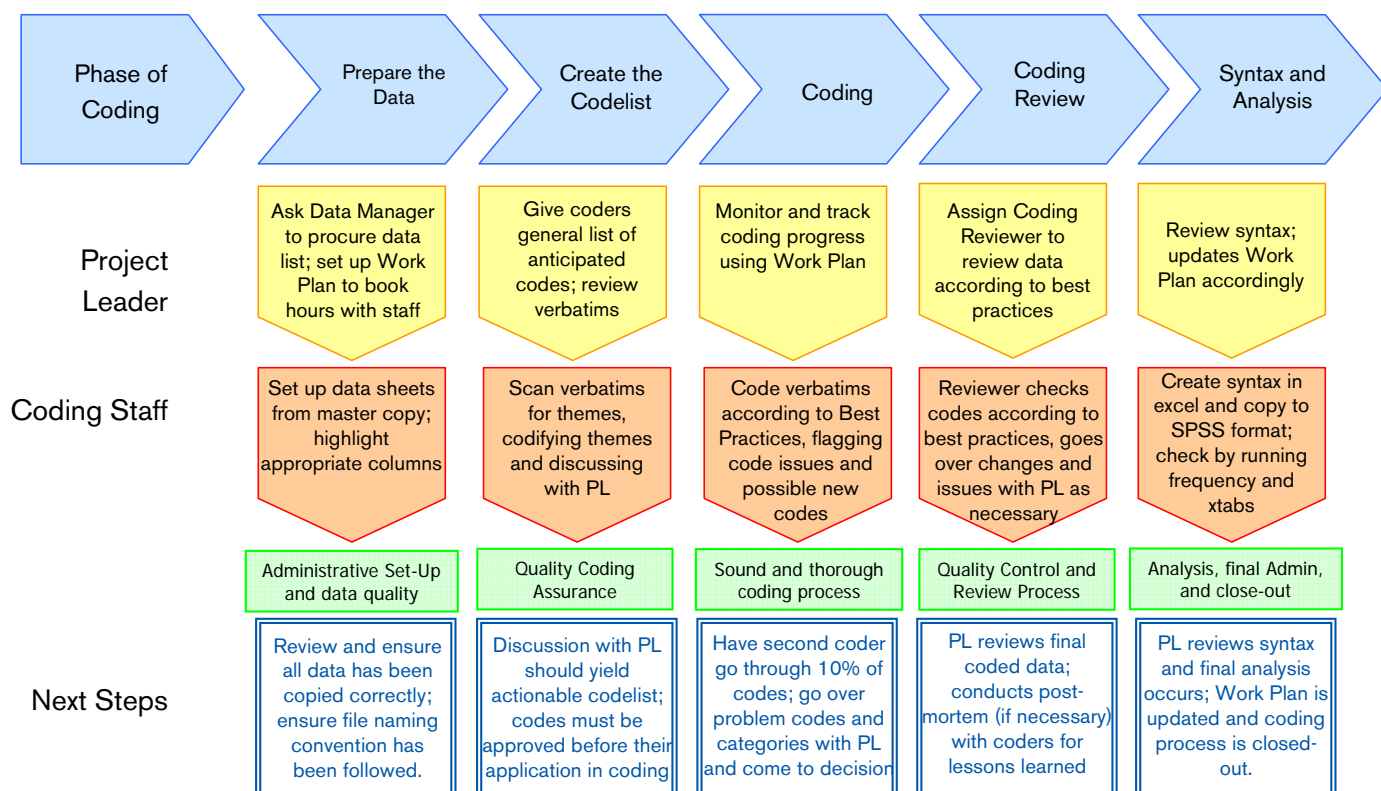 Phase of
Coding
Prepare the
Data
Create the
Codelist
Coding
Coding
Review
Syntax and
Analysis
Project
Leader
Ask Data Manager
to procure data
list; set up Work
Plan to book
hours with staff
Give coders
general list of
anticipated
codes; review
verbatims
Monitor and track
coding progress
using Work Plan
Assign Coding
Reviewer to
review data
according to best
practices
Review syntax;
updates Work
Plan accordingly
Coding Staff
Set up data sheets
from master copy;
highlight
appropriate columns
Scan verbatims
for themes,
codifying themes
and discussing
with PL
Code verbatims
according to Best
Practices, flagging
code issues and
possible new
codes
Reviewer checks
codes according to
best practices, goes
over changes and
issues with PL as
necessary
Create syntax in
excel and copy to
SPSS format;
check by running
frequency and
xtabs
Administrative Set-Up
and data quality
Quality Coding
Assurance
Sound and thorough
coding process
Quality Control and
Review Process
Analysis, final Admin,
and close-out
Next Steps
Review and ensure
all data has been
copied correctly;
ensure file naming
convention has
been followed.
Discussion with PL
should yield
actionable codelist;
codes must be
approved before their
application in coding
Have second coder
go through 10% of
codes; go over
problem codes and
categories with PL
and come to decision
PL reviews final
coded data;
conducts post-
mortem (if necessary)
with coders for
lessons learned
PL reviews syntax
and final analysis
occurs; Work Plan is
updated and coding
process is closed-
out.